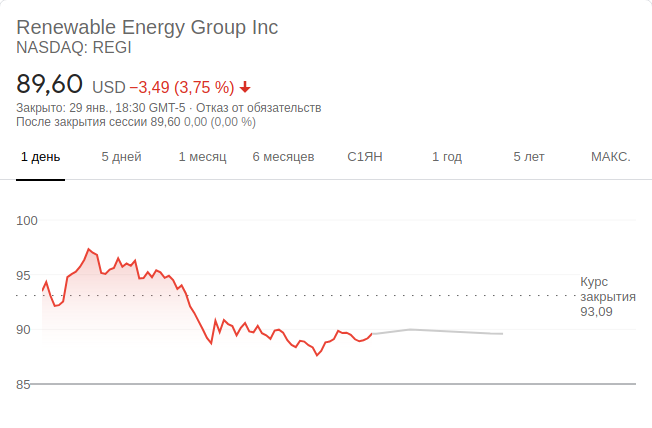 Renewable Energy Group Inc
NASDAQ: REGI
89,60 USD −3,49 (3,75 %)
Закрыто: 29 янв., 18:30 GMT-5 · Отказ от обязательств
После закрытия сессии 89,60 0,00 (0,00 %)
1 день 5 дней 1 месяц 6 месяцев С1ЯН 1 год 5 лет МАКС.
100
95
Курс
закрытия
93,09
90
85